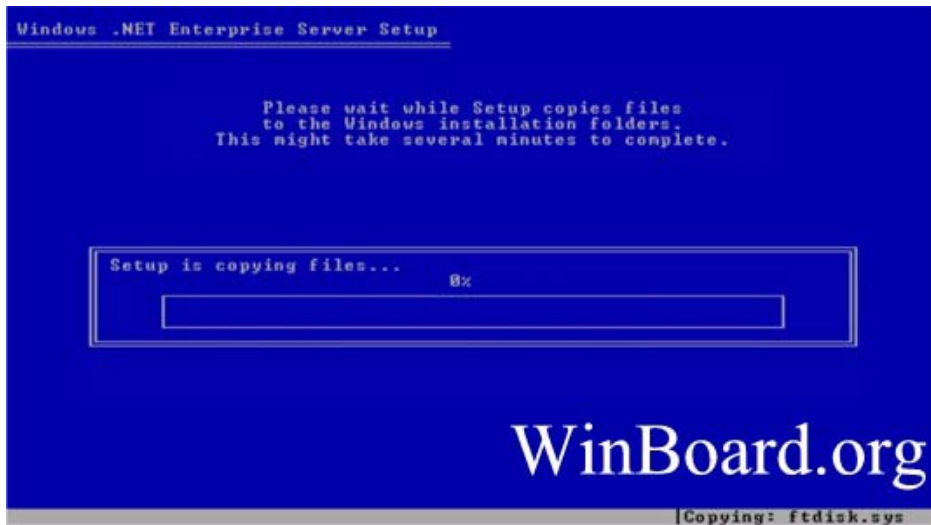 Windows .NET Enterprise Server Setup
Please wait while Setup copies files
to the Windows installation folders.
This might take several minutes to complete.
Setup is copying files...
0%
WinBoard.org
|Copying: ftdisk.sys